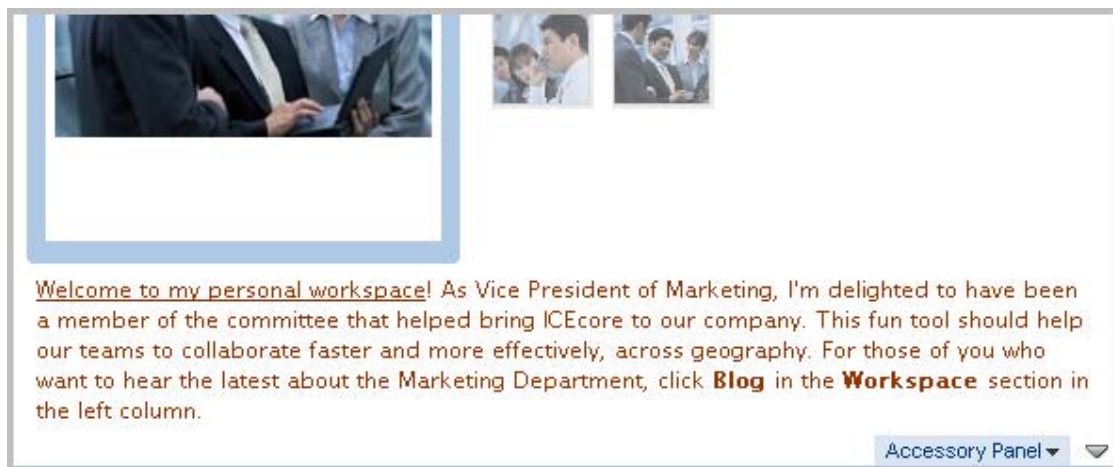 Welcome to my personal workspace! As Vice President of Marketing, I'm delighted to have been
a member of the committee that helped bring ICEcore to our company. This fun tool should help
our teams to collaborate faster and more effectively, across geography. For those of you who
want to hear the latest about the Marketing Department, click Blog in the Workspace section in
the left column.
Accessory Panel